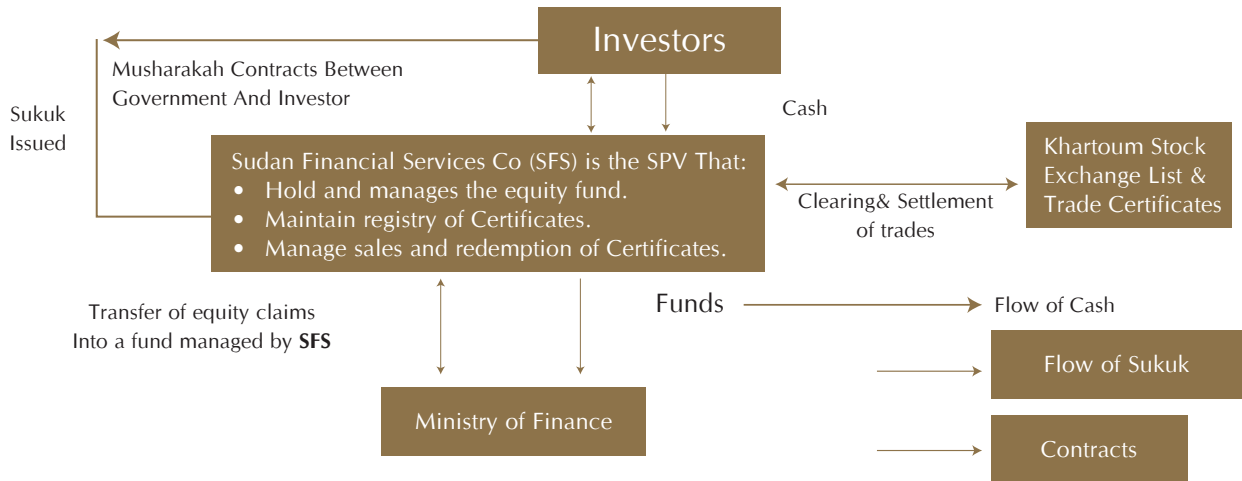 Investors
Musharakah Contracts Between
Government And Investor
Sukuk
Issued
Cash
Sudan Financial Services Co (SFS) is the SPV That:
• Hold and manages the equity fund.
• Maintain registry of Certificates.
• Manage sales and redemption of Certificates.
Khartoum Stock
Exchange List &
Trade Certificates
Clearing& Settlement
of trades
Transfer of equity claims
Into a fund managed by SFS
Funds
Flow of Cash
Flow of Sukuk
Ministry of Finance
Contracts